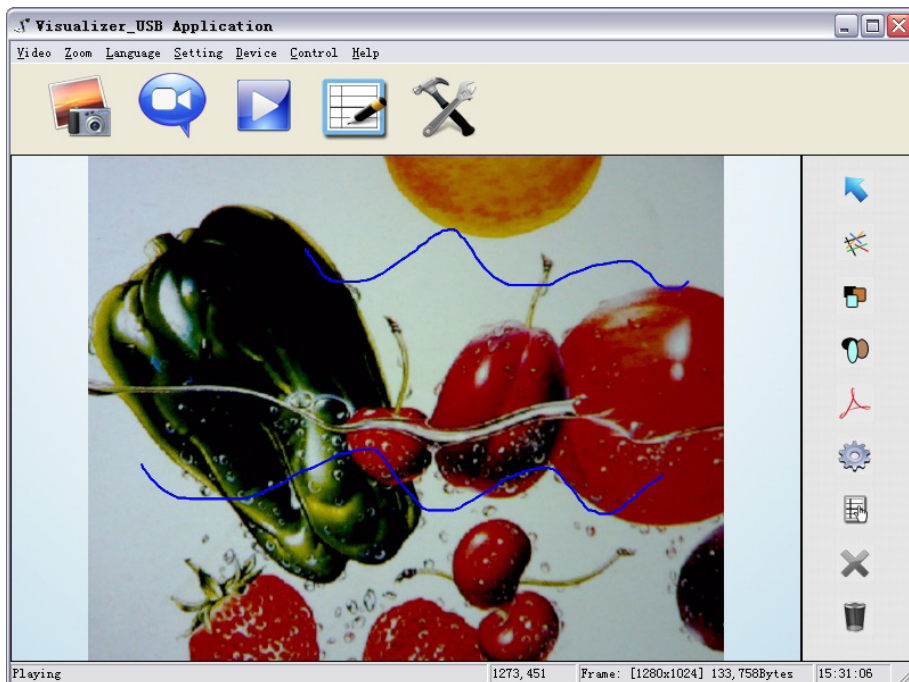 Visualizer_USB Application
Video Zoom Language Setting Device Control Help
Playing 1273,451 Frame: [1280x1024] 133,758Bytes 15:31:06